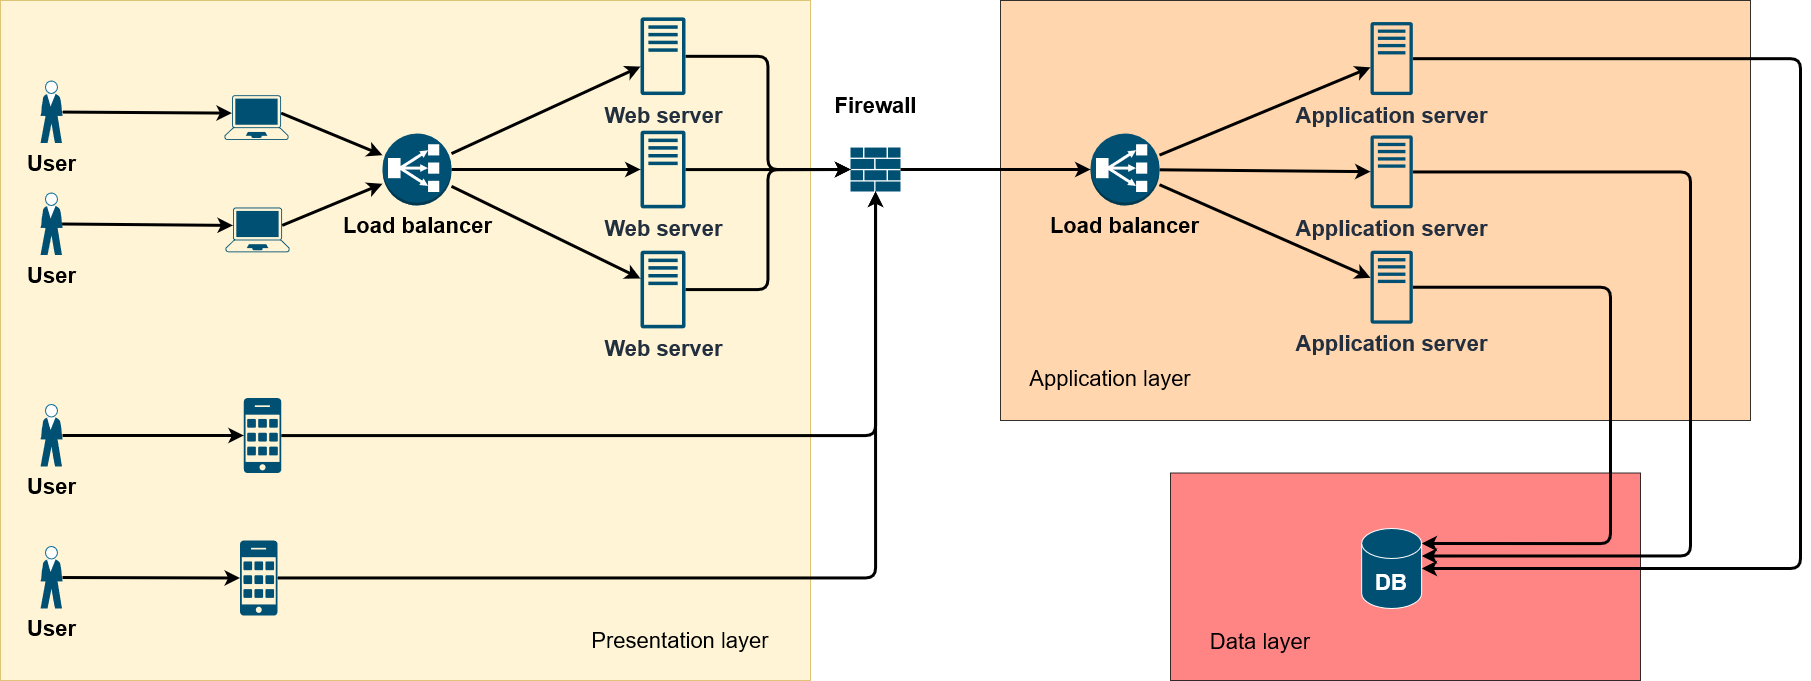 User
User
Load balancer
Web server
Web server
Web server
User
User
Presentation layer
Firewall
Load balancer
Application server
Application server
Application server
Application layer
DB
Data layer